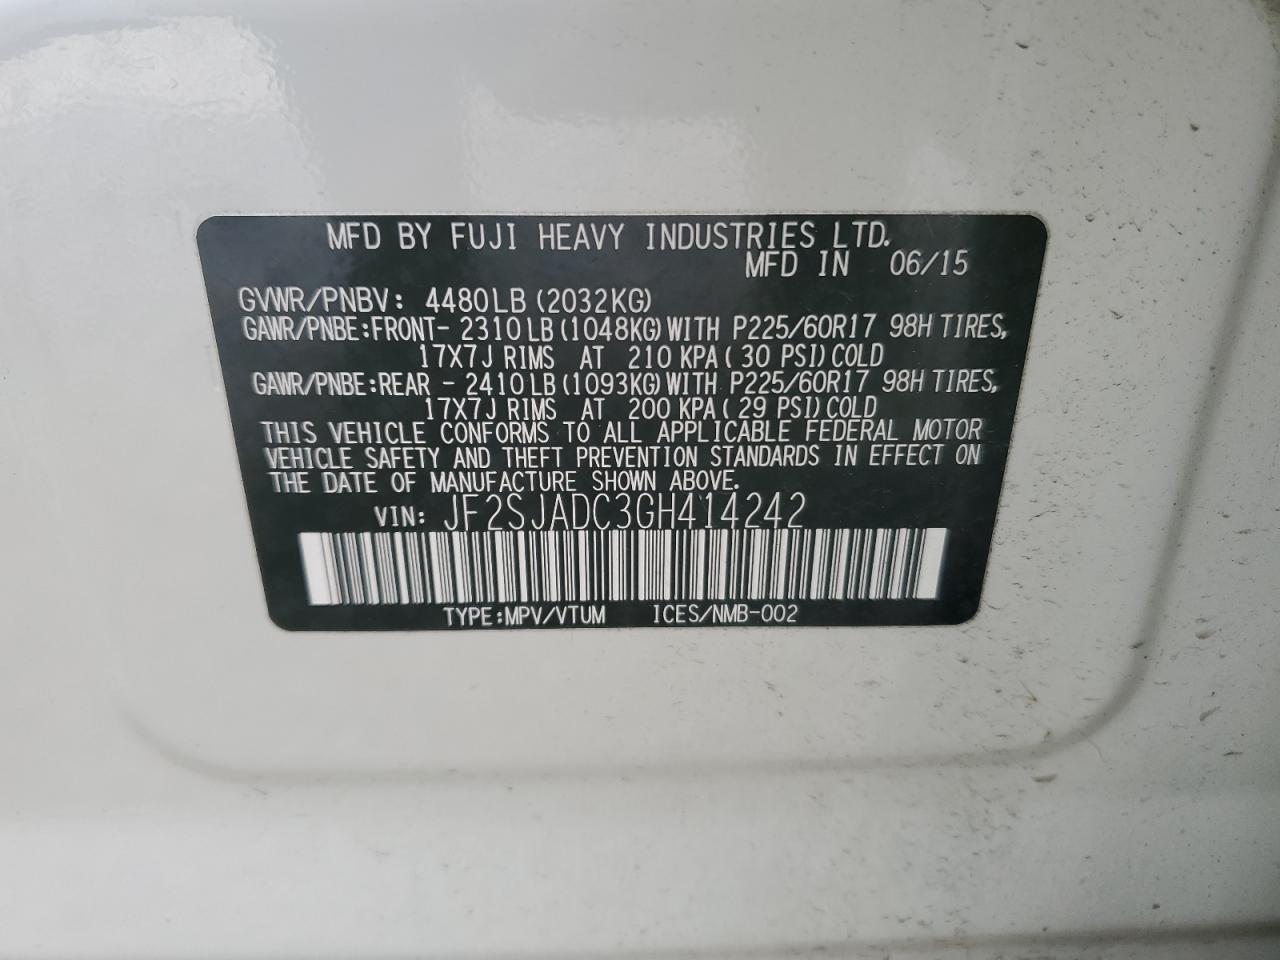 MFD BY FUJI HEAVY INDUSTRIES LTD.
MFD IN 06/15
GVWR/PNBV: 4480LB (2032KG)
GAWR/PNBE:FRONT- 2310LB (1048KG) WITH P225/60R17 98H TIRES,
17X7J RIMS AT 210 KPA (30 PSI) COLD
GAWR/PNBE:REAR - 2410LB (1093KG) WITH P225/60R17 98H TIRES,
17X7J RIMS AT 200 KPA (29 PSI) COLD
THIS VEHICLE CONFORMS TO ALL APPLICABLE FEDERAL MOTOR
VEHICLE SAFETY AND THEFT PREVENTION STANDARDS IN EFFECT ON
THE DATE OF MANUFACTURE SHOWN ABOVE.
VIN: JF2SJADC3GH414242
TYPE:MPV/VTUM ICES/NMB-002